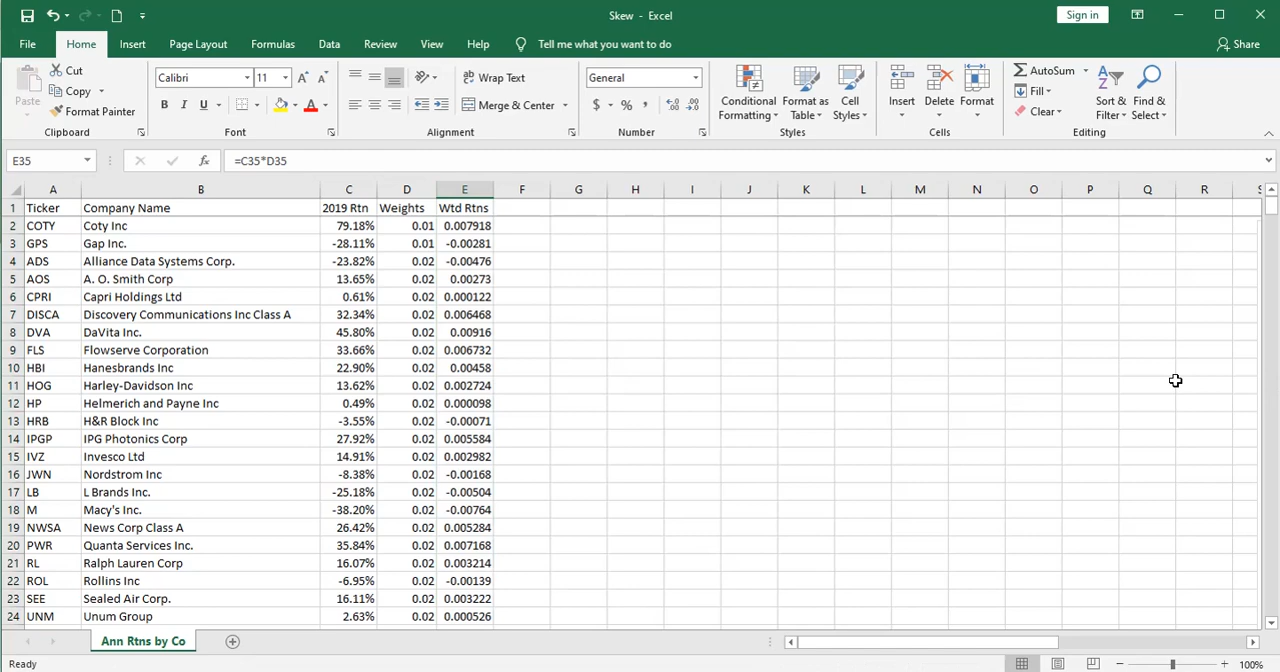 Skew - Excel
Sign in
File Home Insert Page Layout Formulas Data Review View Help Tell me what you want to do Share
Paste
Cut
Copy
Format Painter
Clipboard
Calibri 11
B I U
Font
Wrap Text
Merge & Center
Alignment
General
$ % ,
Number
Conditional Formatting
Format as Table
Cell Styles
Styles
Insert Delete Format
Cells
AutoSum
Fill
Clear
Sort & Filter
Find & Select
Editing
E35 fx =C35*D35
A B C D E F G H I J K L M N O P Q R S
1 Ticker Company Name 2019 Rtn Weights Wtd Rtns
2 COTY Coty Inc 79.18% 0.01 0.007918
3 GPS Gap Inc. -28.11% 0.01 -0.00281
4 ADS Alliance Data Systems Corp. -23.82% 0.02 -0.00476
5 AOS A. O. Smith Corp 13.65% 0.02 0.00273
6 CPRI Capri Holdings Ltd 0.61% 0.02 0.000122
7 DISCA Discovery Communications Inc Class A 32.34% 0.02 0.006468
8 DVA DaVita Inc. 45.80% 0.02 0.00916
9 FLS Flowserve Corporation 33.66% 0.02 0.006732
10 HBI Hanesbrands Inc 22.90% 0.02 0.00458
11 HOG Harley-Davidson Inc 13.62% 0.02 0.002724
12 HP Helmerich and Payne Inc 0.49% 0.02 0.000098
13 HRB H&R Block Inc -3.55% 0.02 -0.00071
14 IPGP IPG Photonics Corp 27.92% 0.02 0.005584
15 IVZ Invesco Ltd 14.91% 0.02 0.002982
16 JWN Nordstrom Inc -8.38% 0.02 -0.00168
17 LB L Brands Inc. -25.18% 0.02 -0.00504
18 M Macy's Inc. -38.20% 0.02 -0.00764
19 NWSA News Corp Class A 26.42% 0.02 0.005284
20 PWR Quanta Services Inc. 35.84% 0.02 0.007168
21 RL Ralph Lauren Corp 16.07% 0.02 0.003214
22 ROL Rollins Inc -6.95% 0.02 -0.00139
23 SEE Sealed Air Corp. 16.11% 0.02 0.003222
24 UNM Unum Group 2.63% 0.02 0.000526
Ann Rtns by Co
Ready 100%